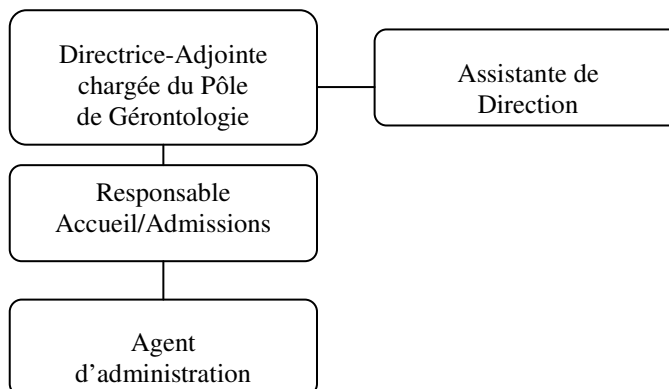 Directrice-Adjointe
chargée du Pôle
de Gérontologie
Assistante de
Direction
Responsable
Accueil/Admissions
Agent
d’administration